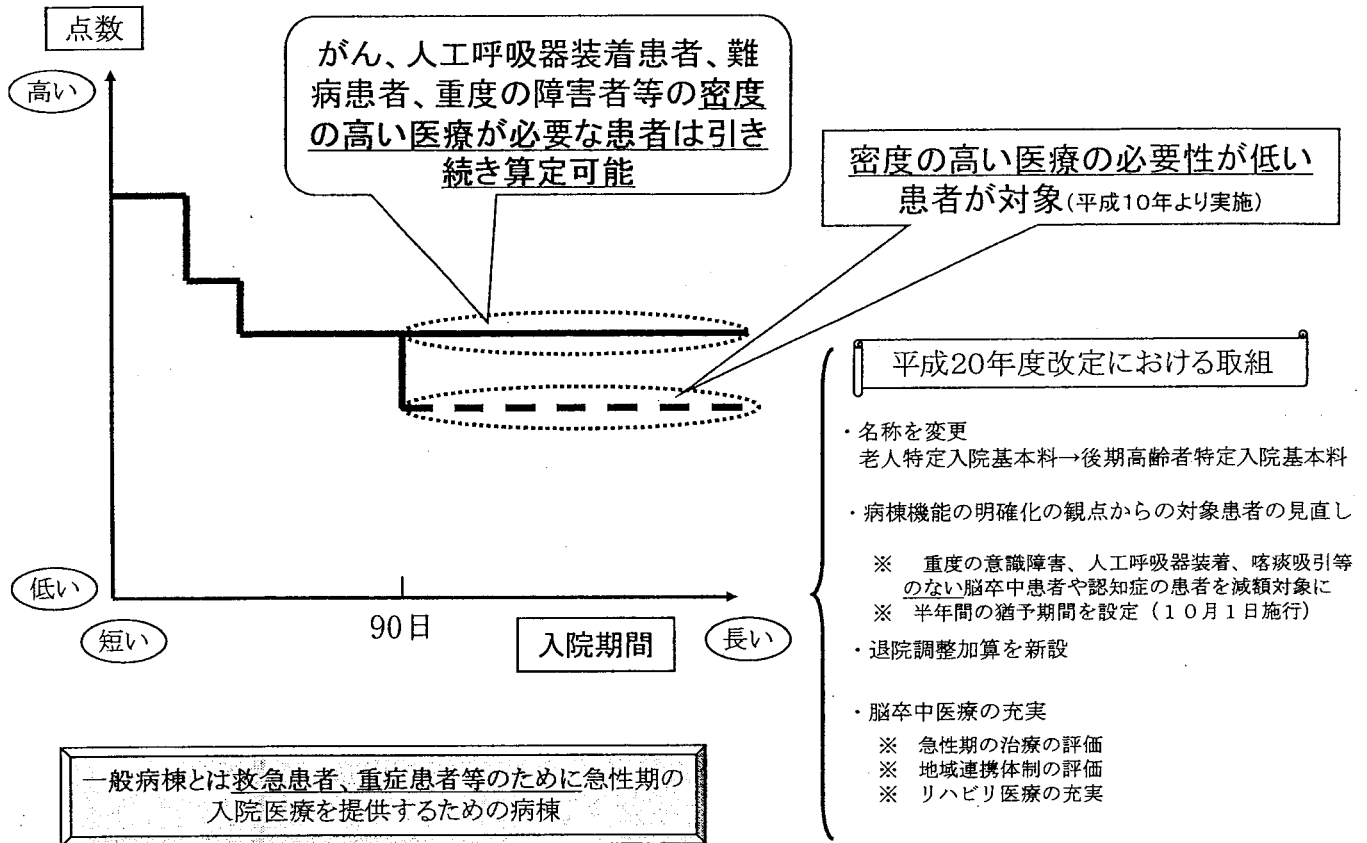 点数
高い
がん、人工呼吸器装着患者、難
病患者、重度の障害者等の密度
の高い医療が必要な患者は引き
続き算定可能
密度の高い医療の必要性が低い
患者が対象(平成10年より実施)
低い
短い
90日
入院期間
長い
一般病棟とは救急患者、重症患者等のために急性期の
入院医療を提供するための病棟
平成20年度改定における取組
・名称を変更
老人特定入院基本料→後期高齢者特定入院基本料
・病棟機能の明確化の観点からの対象患者の見直し
※ 重度の意識障害、人工呼吸器装着、喀痰吸引等
のない脳卒中患者や認知症の患者を減額対象に
※ 半年間の猶予期間を設定（１０月１日施行）
・退院調整加算を新設
・脳卒中医療の充実
※ 急性期の治療の評価
※ 地域連携体制の評価
※ リハビリ医療の充実